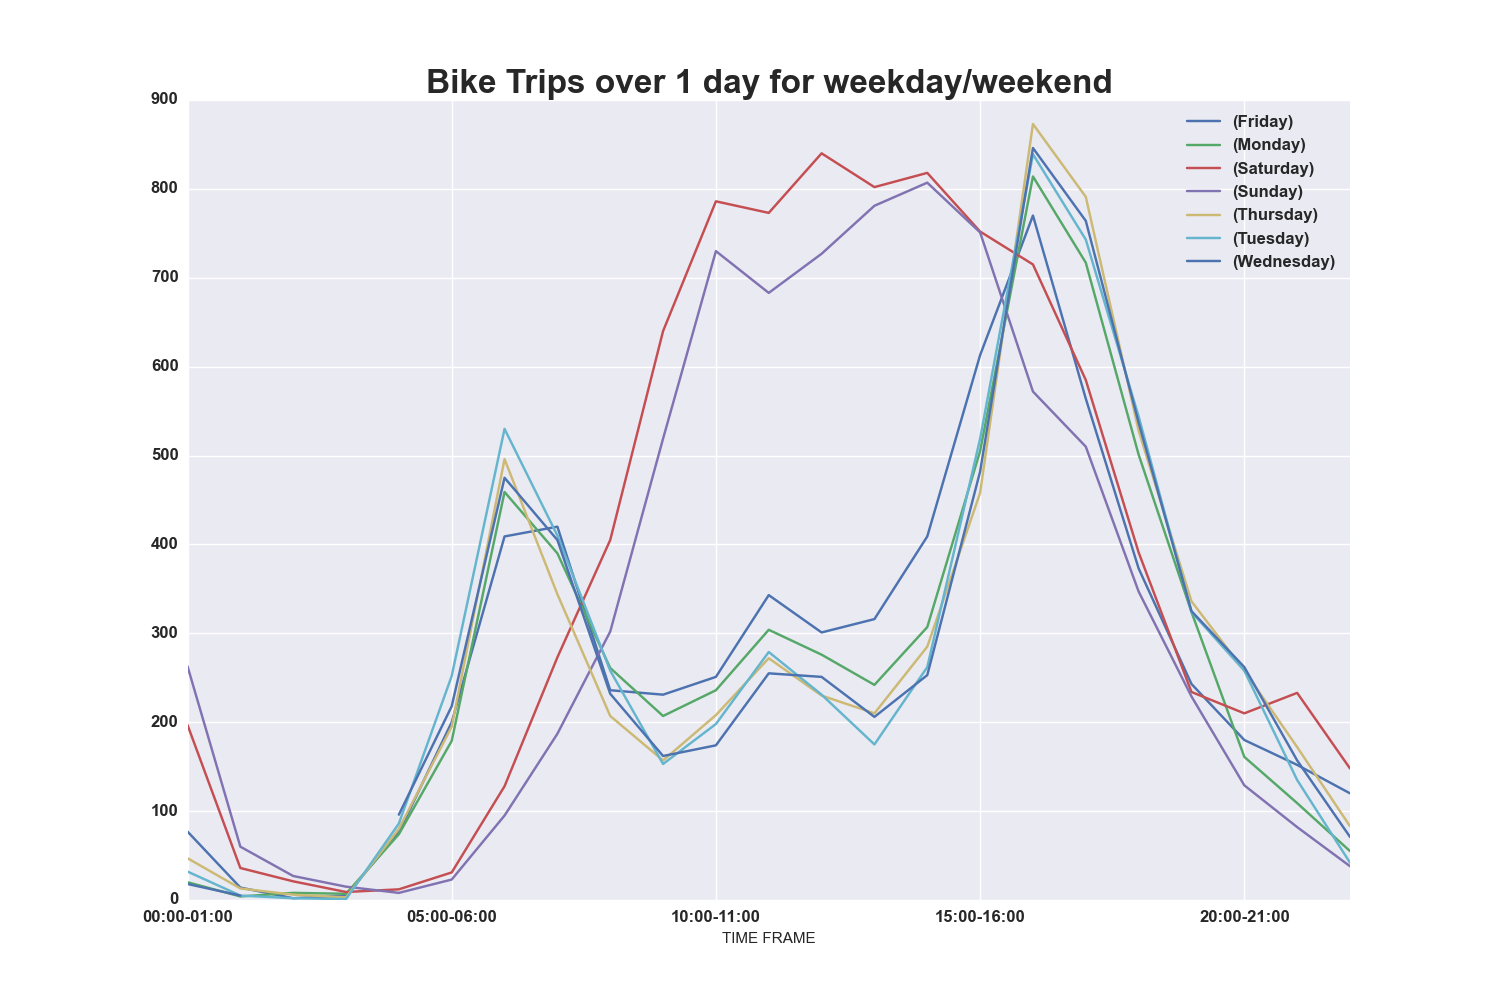 Bike Trips over 1 day for weekday/weekend
900
800
700
600
500
400
300
200
100
0
(Friday)
(Monday)
(Saturday)
(Sunday)
(Thursday)
(Tuesday)
(Wednesday)
00:00-01:00 05:00-06:00 10:00-11:00 15:00-16:00 20:00-21:00
TIME FRAME